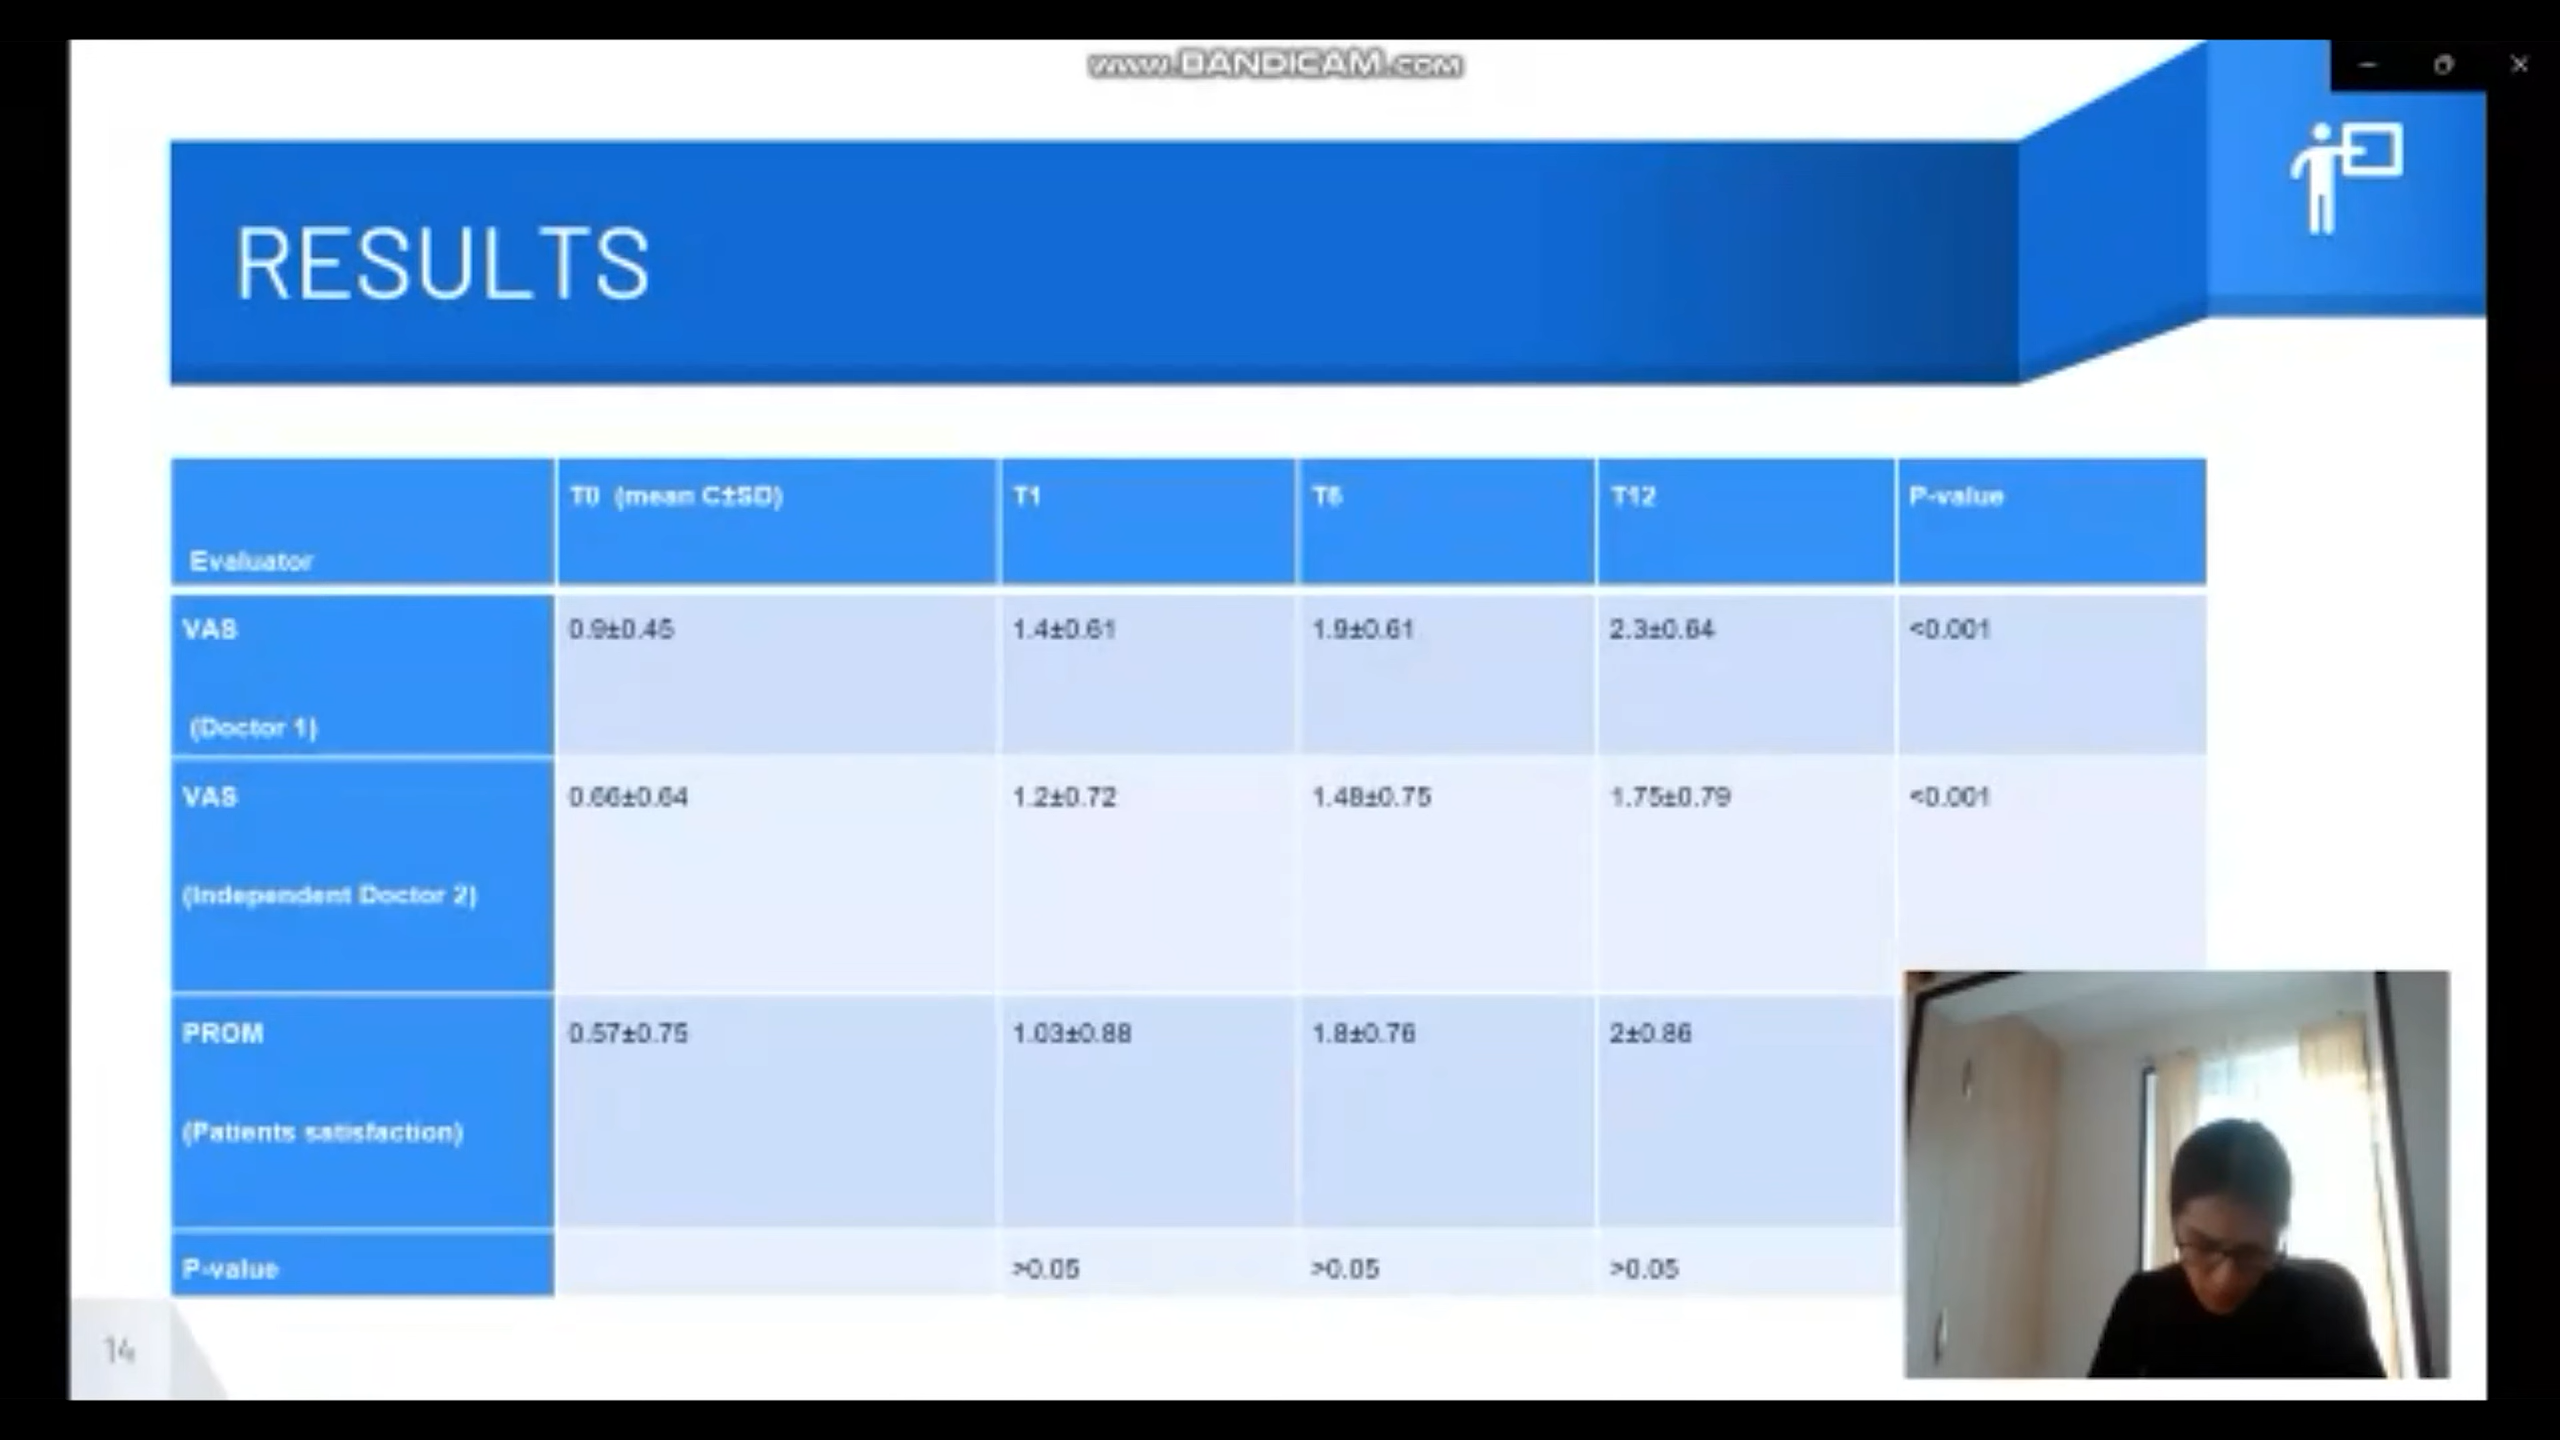 www.BANDICAM.com
RESULTS
Evaluator
T0 (mean C±SD)
T1
T6
T12
P-value
VAS
(Doctor 1)
0.9±0.45
1.4±0.61
1.9±0.61
2.3±0.64
<0.001
VAS
(Independent Doctor 2)
0.66±0.64
1.2±0.72
1.48±0.75
1.75±0.79
<0.001
PROM
(Patients satisfaction)
0.57±0.75
1.03±0.88
1.8±0.76
2±0.86
P-value
>0.05
>0.05
>0.05
14